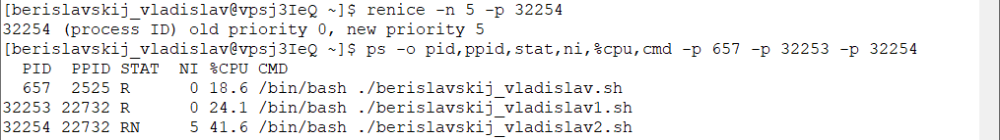 [berislavskij_vladislav@vpsj3IeQ ~]$ renice -n 5 -p 32254
32254 (process ID) old priority 0, new priority 5
[berislavskij_vladislav@vpsj3IeQ ~]$ ps -o pid,ppid,stat,ni,%cpu,cmd -p 657 -p 32253 -p 32254
  PID  PPID STAT  NI %CPU CMD
  657  2525 R      0 18.6 /bin/bash ./berislavskij_vladislav.sh
32253 22732 R      0 24.1 /bin/bash ./berislavskij_vladislav1.sh
32254 22732 RN     5 41.6 /bin/bash ./berislavskij_vladislav2.sh